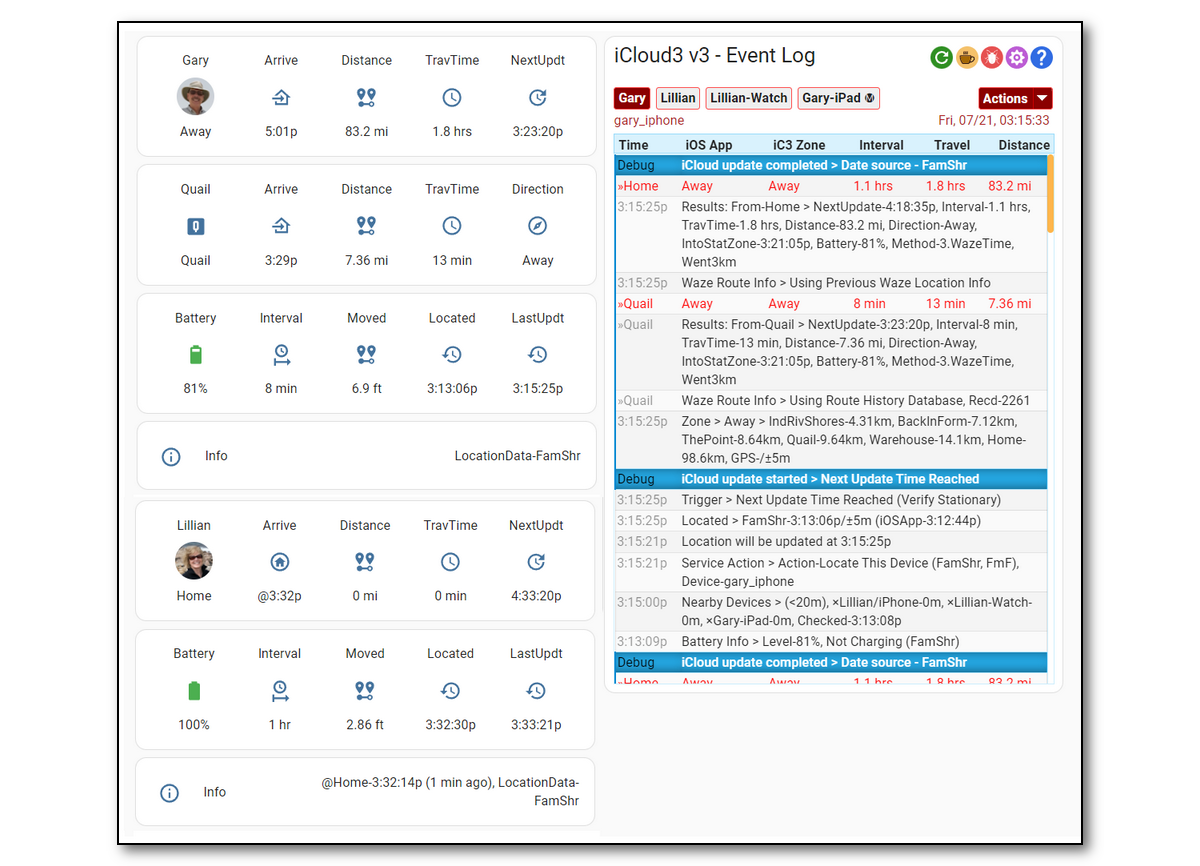 Gary Arrive Distance TravTime NextUpdt
Away 5:01p 83.2 mi 1.8 hrs 3:23:20p
Quail Arrive Distance TravTime Direction
Quail 3:29p 7.36 mi 13 min Away
Battery Interval Moved Located LastUpdt
81% 8 min 6.9 ft 3:13:06p 3:15:25p
Info LocationData-FamShr
Lillian Arrive Distance TravTime NextUpdt
Home @3:32p 0 mi 0 min 4:33:20p
Battery Interval Moved Located LastUpdt
100% 1 hr 2.86 ft 3:32:30p 3:33:21p
Info @Home-3:32:14p (1 min ago), LocationData-
FamShr
iCloud3 v3 - Event Log
Gary Lillian Lillian-Watch Gary-iPad Ⓜ Actions
gary_iphone Fri, 07/21, 03:15:33
Time iOS App iC3 Zone Interval Travel Distance
Debug iCloud update completed > Date source - FamShr
»Home Away Away 1.1 hrs 1.8 hrs 83.2 mi
3:15:25p Results: From-Home > NextUpdate-4:18:35p, Interval-1.1 hrs,
TravTime-1.8 hrs, Distance-83.2 mi, Direction-Away,
IntoStatZone-3:21:05p, Battery-81%, Method-3.WazeTime,
Went3km
3:15:25p Waze Route Info > Using Previous Waze Location Info
»Quail Away Away 8 min 13 min 7.36 mi
»Quail Results: From-Quail > NextUpdate-3:23:20p, Interval-8 min,
TravTime-13 min, Distance-7.36 mi, Direction-Away,
IntoStatZone-3:21:05p, Battery-81%, Method-3.WazeTime,
Went3km
»Quail Waze Route Info > Using Route History Database, Recd-2261
3:15:25p Zone > Away > IndRivShores-4.31km, BackInForm-7.12km,
ThePoint-8.64km, Quail-9.64km, Warehouse-14.1km, Home-
98.6km, GPS-/±5m
Debug iCloud update started > Next Update Time Reached
3:15:25p Trigger > Next Update Time Reached (Verify Stationary)
3:15:25p Located > FamShr-3:13:06p/±5m (iOSApp-3:12:44p)
3:15:21p Location will be updated at 3:15:25p
3:15:21p Service Action > Action-Locate This Device (FamShr, FmF),
Device-gary_iphone
3:15:00p Nearby Devices > (<20m), ×Lillian/iPhone-0m, ×Lillian-Watch-
0m, ×Gary-iPad-0m, Checked-3:13:08p
3:13:09p Battery Info > Level-81%, Not Charging (FamShr)
Debug iCloud update completed > Date source - FamShr
»Home Away Away 1.1 hrs 1.8 hrs 83.2 mi